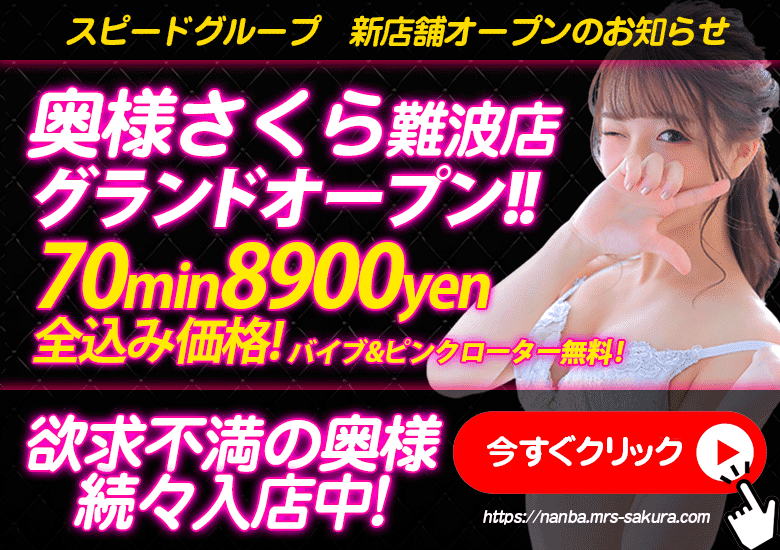 スピードグループ　新店舗オープンのお知らせ
奥様さくら難波店
グランドオープン!!
70min8900yen
全込み価格!バイブ&ピンクローター無料!
欲求不満の奥様
続々入店中!
今すぐクリック
https://nanba.mrs-sakura.com